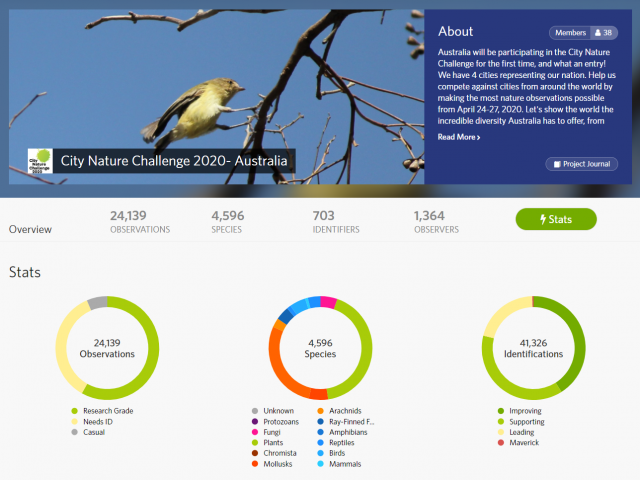 About
Members 38
Australia will be participating in the City Nature
Challenge for the first time, and what an entry!
We have 4 cities representing our nation. Help us
compete against cities from around the world by
making the most nature observations possible
from April 24-27, 2020. Let's show the world the
incredible diversity Australia has to offer, from
Read More ›
Project Journal
City
Nature
Challenge
2020
City Nature Challenge 2020- Australia
Overview
24,139
OBSERVATIONS
4,596
SPECIES
703
IDENTIFIERS
1,364
OBSERVERS
Stats
Stats
24,139
Observations
4,596
Species
41,326
Identifications
Research Grade
Needs ID
Casual
Unknown
Protozoans
Fungi
Plants
Chromista
Mollusks
Arachnids
Ray-Finned F...
Amphibians
Reptiles
Birds
Mammals
Improving
Supporting
Leading
Maverick